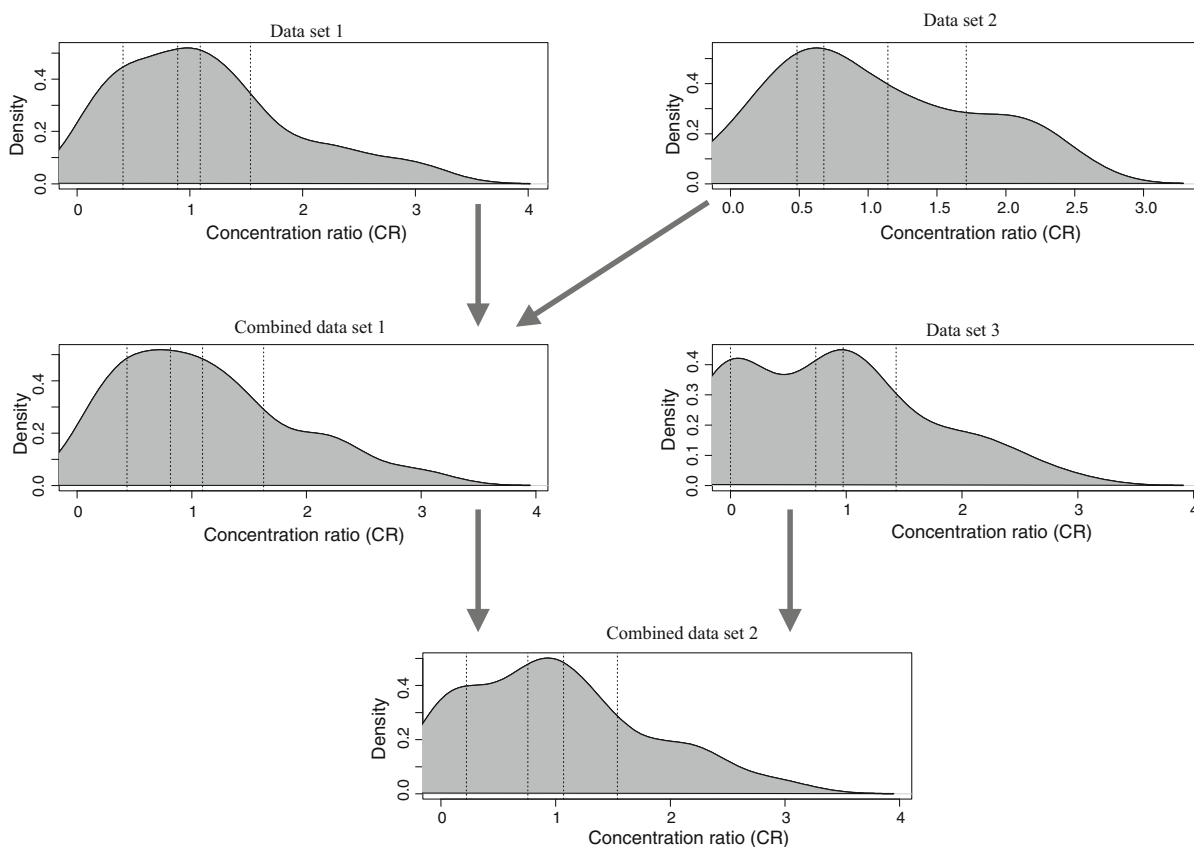 Data set 1
Density
0.0 0.2 0.4
0 1 2 3 4
Concentration ratio (CR)
Data set 2
Density
0.0 0.2 0.4
0.0 0.5 1.0 1.5 2.0 2.5 3.0
Concentration ratio (CR)
Combined data set 1
Density
0.0 0.2 0.4
0 1 2 3 4
Concentration ratio (CR)
Data set 3
Density
0.0 0.1 0.2 0.3 0.4
0 1 2 3 4
Concentration ratio (CR)
Combined data set 2
Density
0.0 0.2 0.4
0 1 2 3 4
Concentration ratio (CR)